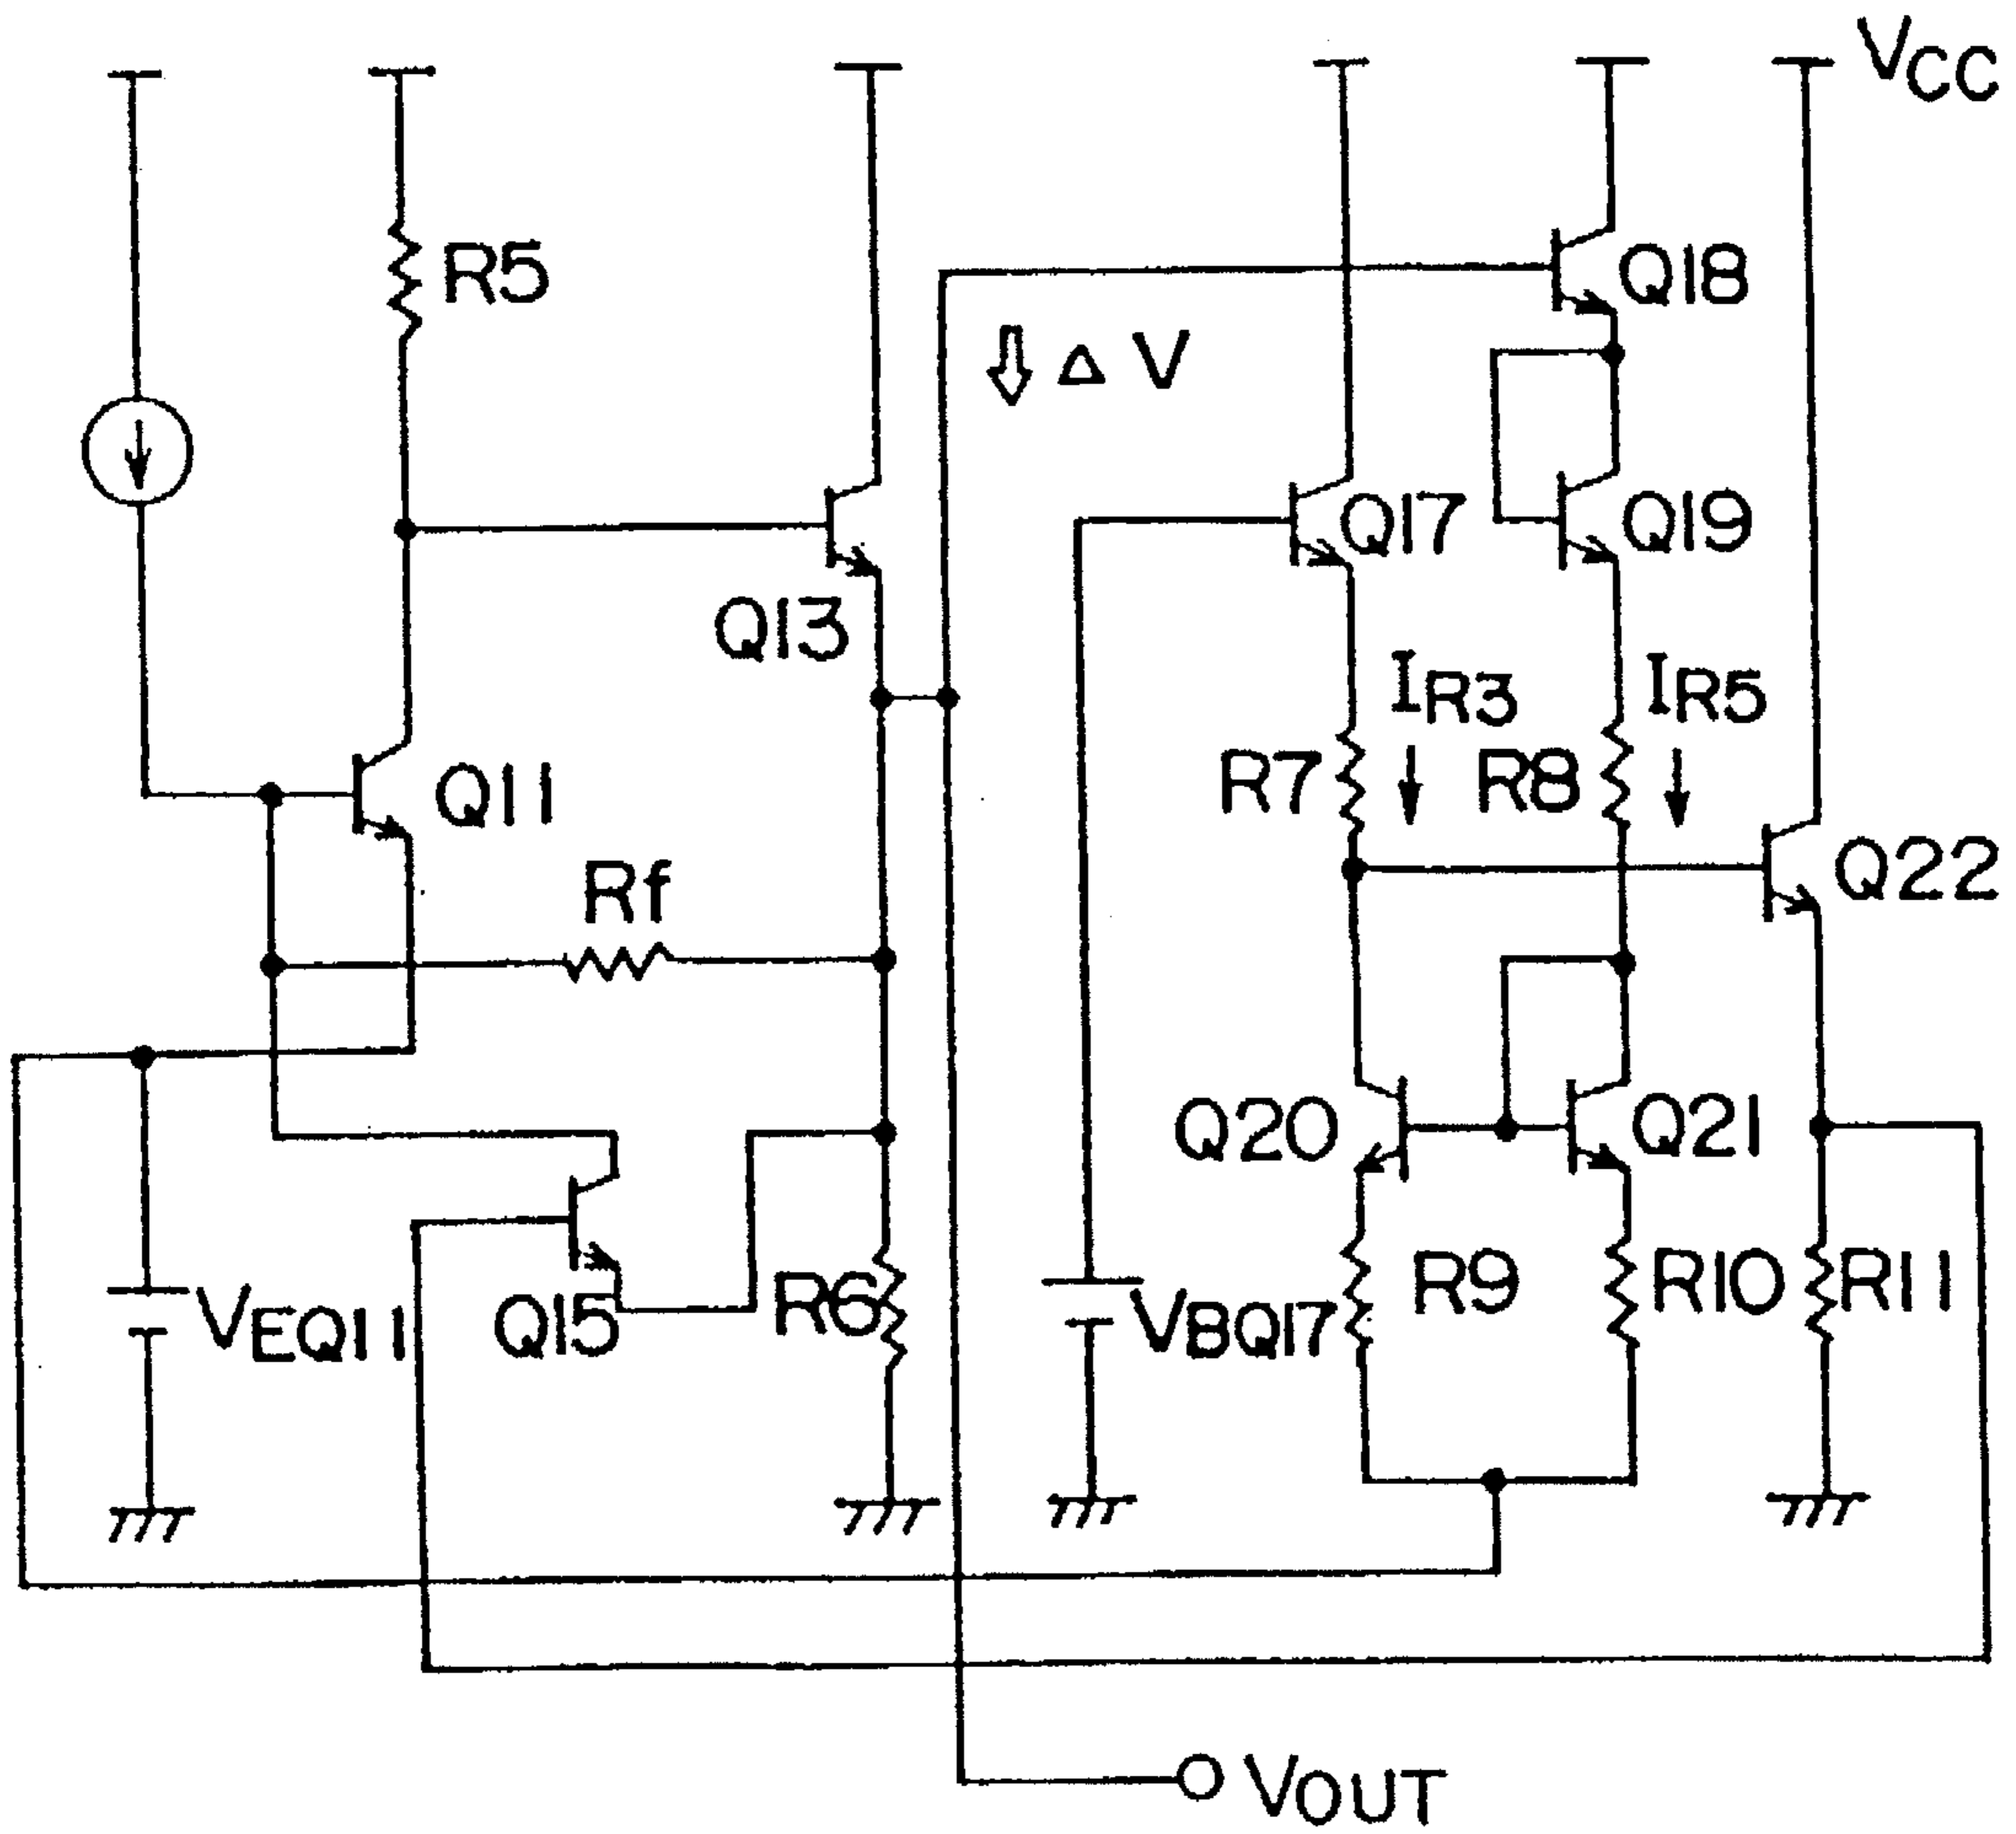 VCC
R5
Q18
Δ V
Q17
Q19
Q13
IR3
IR5
R7
R8
Q11
Q22
Rf
Q20
Q21
VEQ11
Q15
R6
VBQ17
R9
R10
R11
VOUT